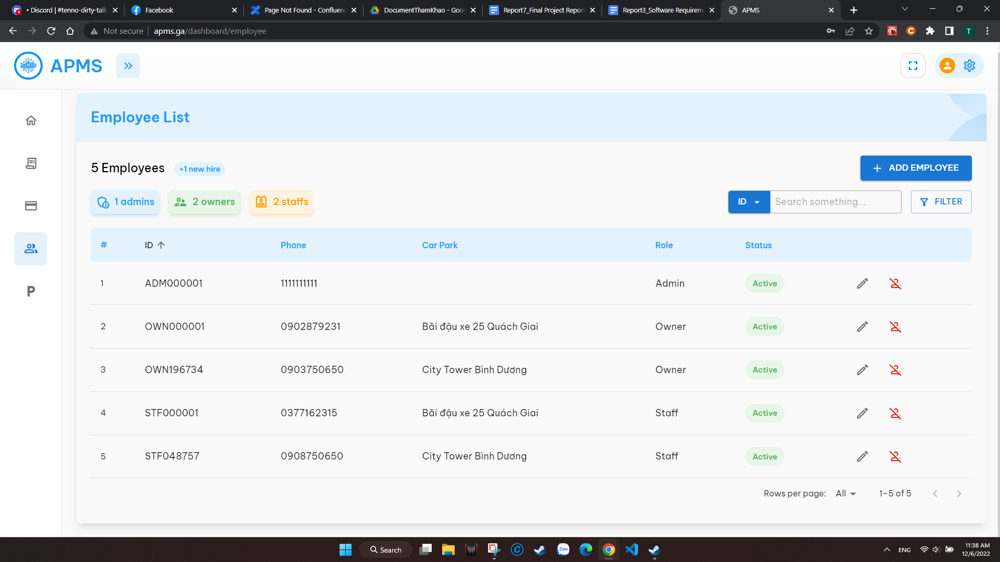 • Discord | #tenno-dirty-talk
Facebook
Page Not Found - Confluenc
DocumentThamKhao - Goog
Report7_Final Project Report
Report3_Software Requirem
APMS
Not secure
apms.ga/dashboard/employee
T
APMS
Employee List
5 Employees
+1 new hire
ADD EMPLOYEE
1 admins
2 owners
2 staffs
ID
Search something...
FILTER
# ID Phone Car Park Role Status
1 ADM000001 1111111111 Admin Active
2 OWN000001 0902879231 Bãi đậu xe 25 Quách Giai Owner Active
3 OWN196734 0903750650 City Tower Bình Dương Owner Active
4 STF000001 0377162315 Bãi đậu xe 25 Quách Giai Staff Active
5 STF048757 0908750650 City Tower Bình Dương Staff Active
P
Rows per page: All 1–5 of 5
Search
Zalo
ENG
11:38 AM
12/6/2022